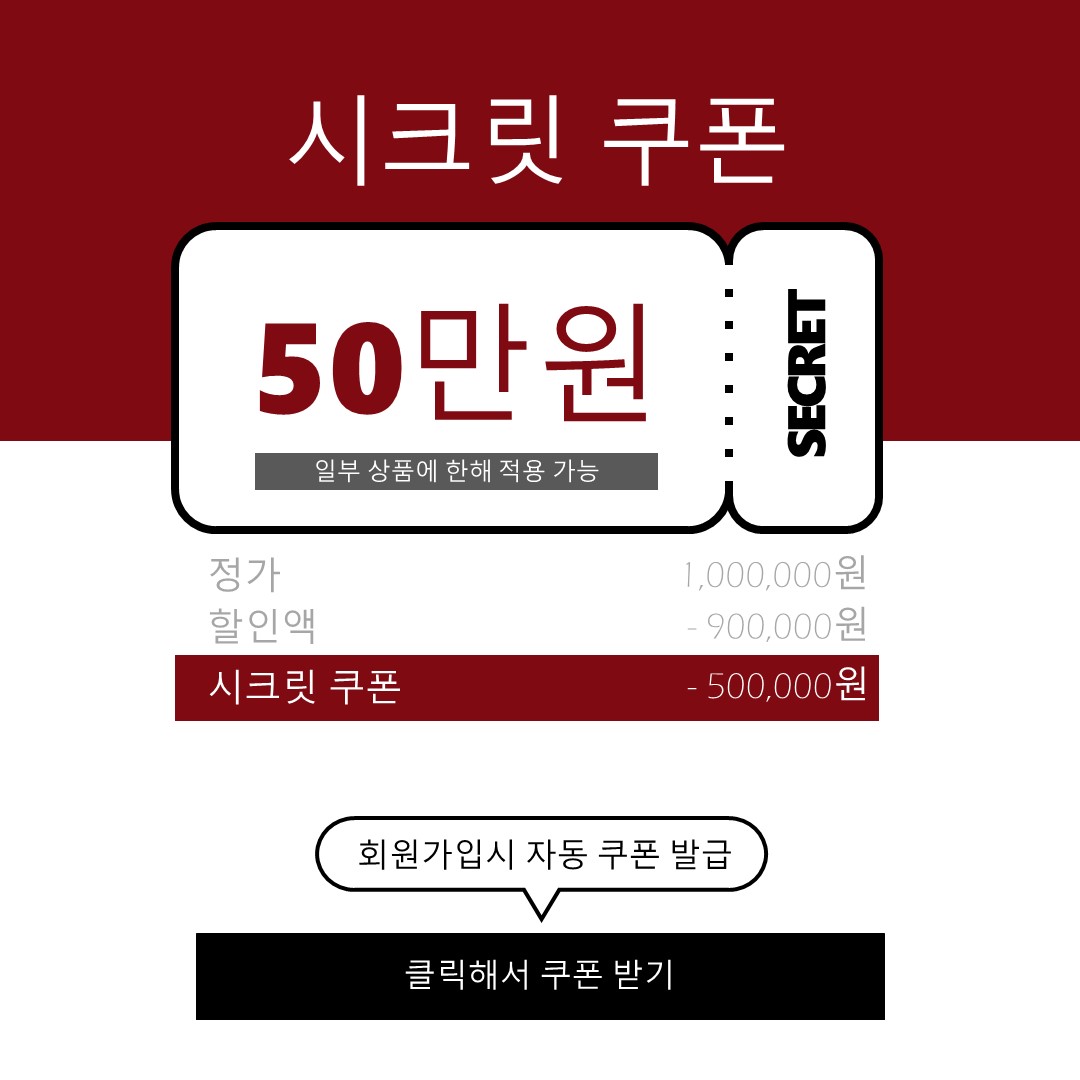 시크릿 쿠폰
50만원
SECRET
일부 상품에 한해 적용 가능
정가 1,000,000원
할인액 - 900,000원
시크릿 쿠폰 - 500,000원
회원가입시 자동 쿠폰 발급
클릭해서 쿠폰 받기